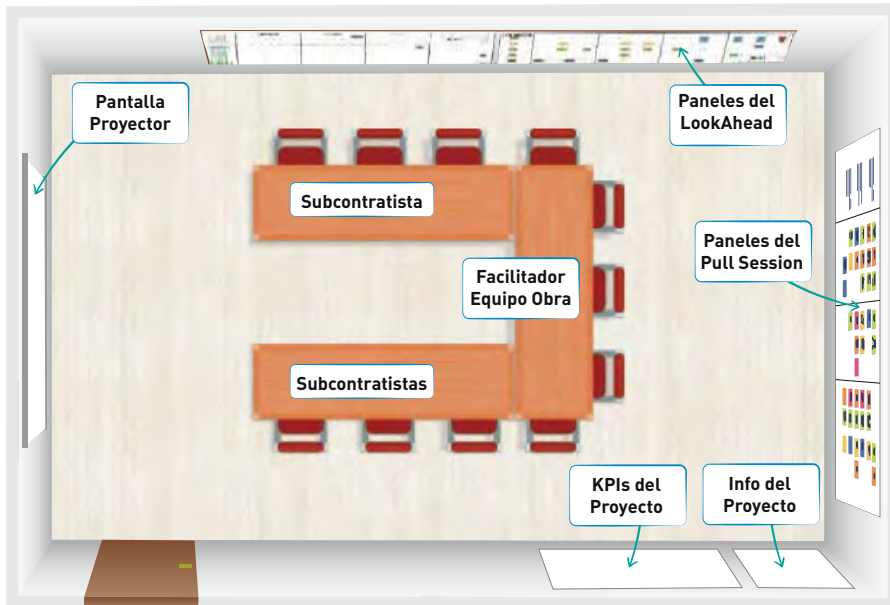 Pantalla
Proyector
Paneles del
LookAhead
Subcontratista
Paneles del
Pull Session
Facilitador
Equipo Obra
Subcontratistas
KPIs del
Proyecto
Info del
Proyecto